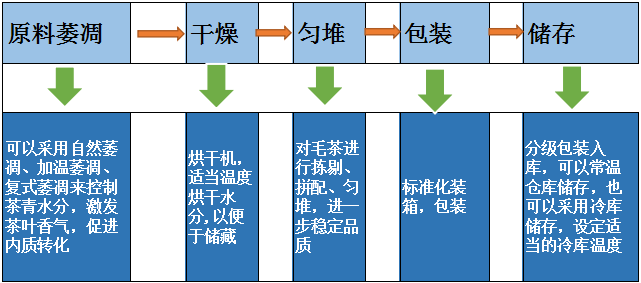 原料萎凋
干燥
匀堆
包装
储存
可以采用自然萎
凋、加温萎凋、
复式萎凋来控制
茶青水分，激发
茶叶香气，促进
内质转化
烘干机，
适当温度
烘干水
分,以便
于储藏
对毛茶进
行拣剔、
拼配、匀
堆，进一
步稳定品
质
标准化装
箱，包装
分级包装入
库，可以常温
仓库储存，也
可以采用冷库
储存，设定适
当的冷库温度